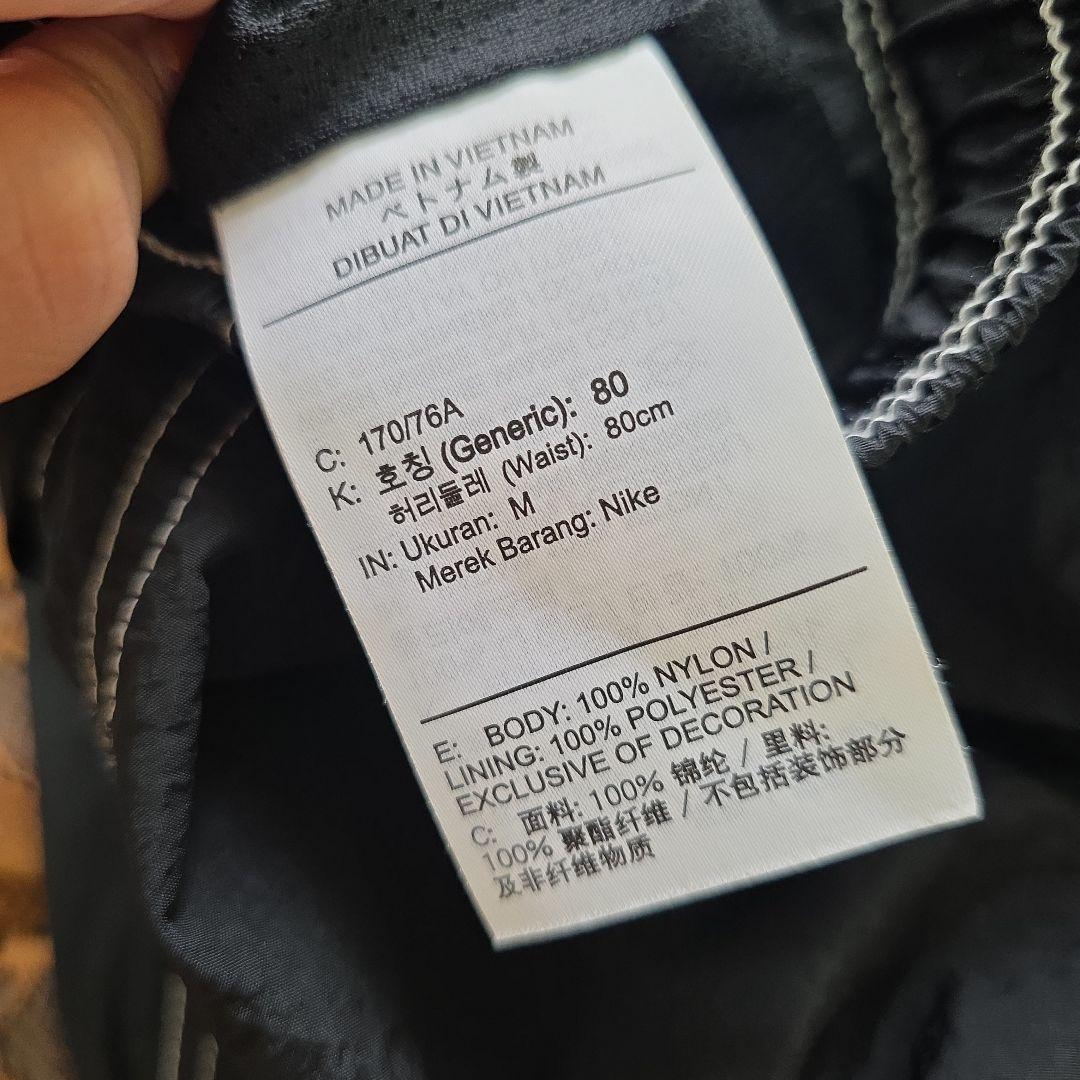 MADE IN VIETNAM
ベトナム製
DIBUAT DI VIETNAM
C: 170/76A
K: 호칭 (Generic): 80
허리둘레 (Waist): 80cm
IN: Ukuran: M
Merek Barang: Nike
E: BODY: 100% NYLON /
LINING: 100% POLYESTER /
EXCLUSIVE OF DECORATION
C: 面料: 100% 锦纶 / 里料:
100% 聚酯纤维 / 不包括装饰部分
及非纤维物质